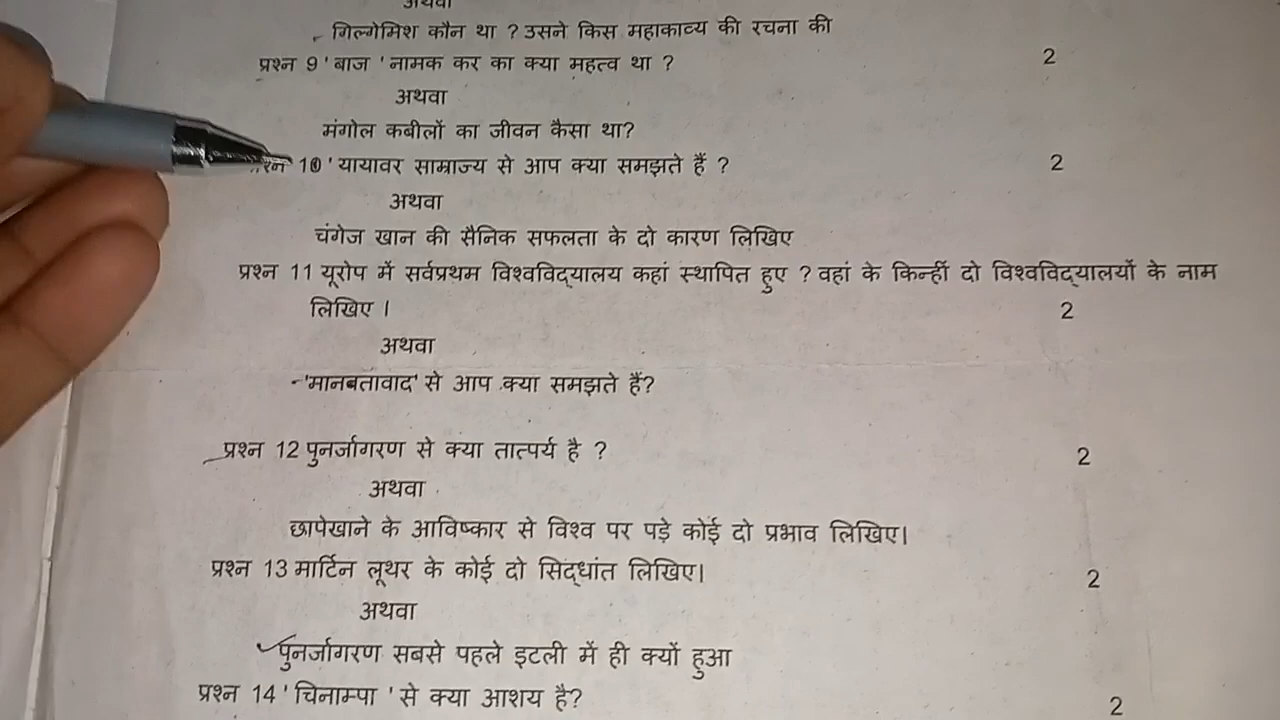 अथवा
गिल्गेमिश कौन था ? उसने किस महाकाव्य की रचना की
प्रश्न 9 ' बाज ' नामक कर का क्या महत्व था ? 2
अथवा
मंगोल कबीलों का जीवन कैसा था?
प्रश्न 10 ' यायावर साम्राज्य से आप क्या समझते हैं ? 2
अथवा
चंगेज खान की सैनिक सफलता के दो कारण लिखिए
प्रश्न 11 यूरोप में सर्वप्रथम विश्वविद्यालय कहां स्थापित हुए ? वहां के किन्हीं दो विश्वविद्यालयों के नाम
लिखिए । 2
अथवा
'मानबतावाद' से आप क्या समझते हैं?
प्रश्न 12 पुनर्जागरण से क्या तात्पर्य है ? 2
अथवा
छापेखाने के आविष्कार से विश्व पर पड़े कोई दो प्रभाव लिखिए।
प्रश्न 13 मार्टिन लूथर के कोई दो सिद्धांत लिखिए। 2
अथवा
पुनर्जागरण सबसे पहले इटली में ही क्यों हुआ
प्रश्न 14 ' चिनाम्पा ' से क्या आशय है? 2